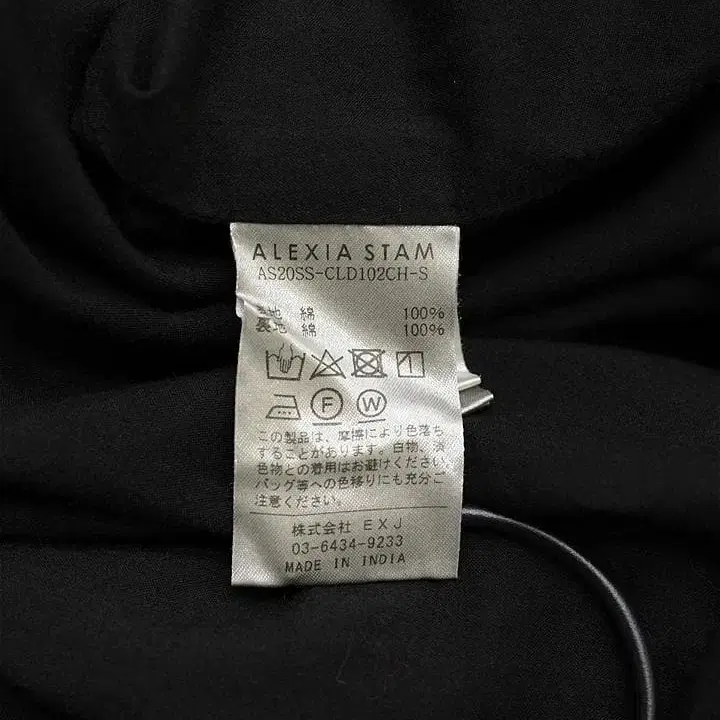 ALEXIA STAM
AS20SS-CLD102CH-S
表地 綿 100%
裏地 綿 100%
F W
この製品は、摩擦により色落ち
することがあります。白物、淡
色物との着用はお避けください。
バッグ等への色移りにも充分ご
注意ください。
株式会社 EXJ
03-6434-9233
MADE IN INDIA